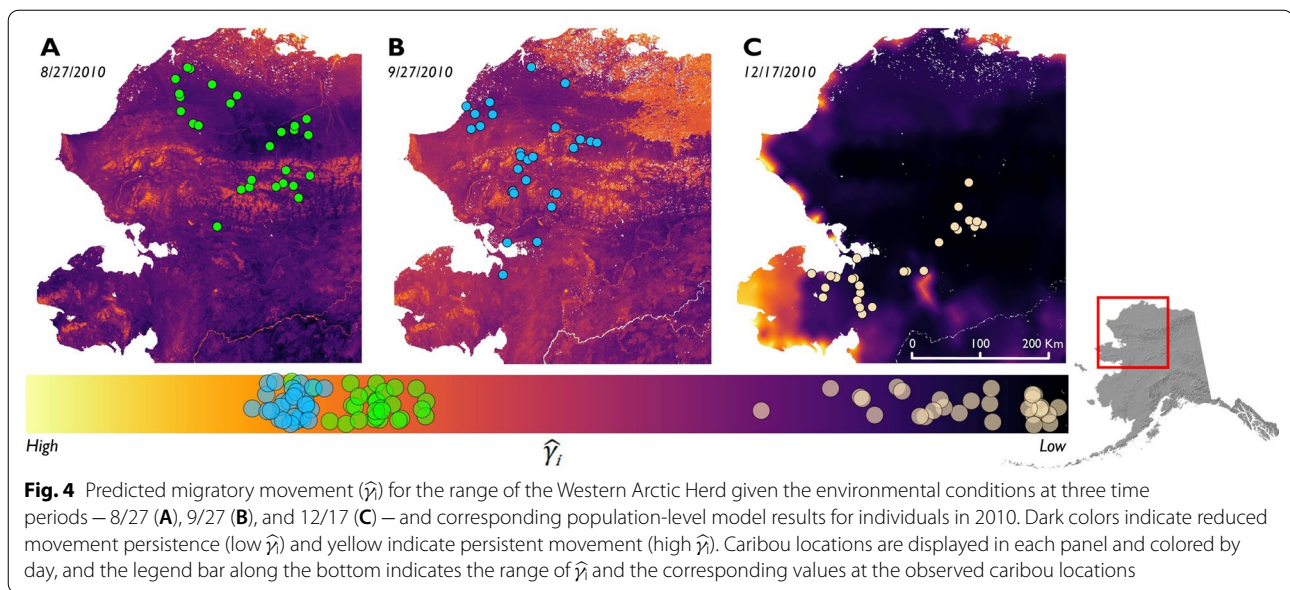 A
8/27/2010
B
9/27/2010
C
12/17/2010
0 100 200 Km
High
γ̂i
Low
Fig. 4 Predicted migratory movement (γ̂i) for the range of the Western Arctic Herd given the environmental conditions at three time
periods — 8/27 (A), 9/27 (B), and 12/17 (C) — and corresponding population-level model results for individuals in 2010. Dark colors indicate reduced
movement persistence (low γ̂i) and yellow indicate persistent movement (high γ̂i). Caribou locations are displayed in each panel and colored by
day, and the legend bar along the bottom indicates the range of γ̂i and the corresponding values at the observed caribou locations